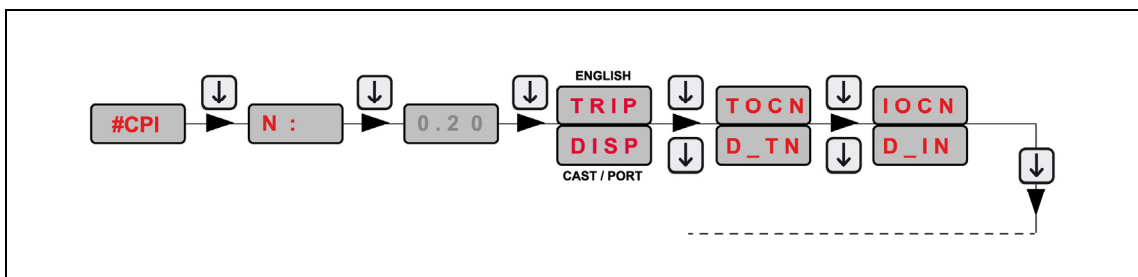 ENGLISH
#CPI
N :
0.20
TRIP
DISP
TOCN
D_TN
IOCN
D_IN
CAST / PORT